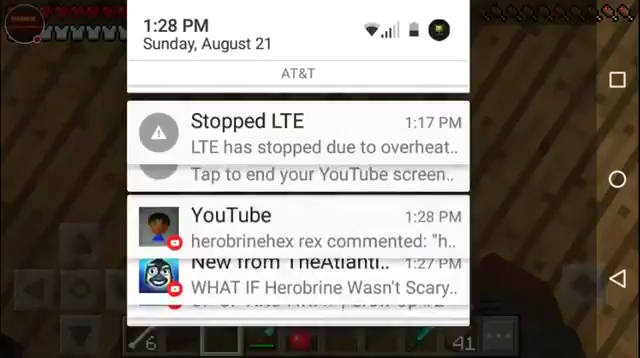 1:28 PM
Sunday, August 21
AT&T
Stopped LTE 1:17 PM
LTE has stopped due to overheat..
Tap to end your YouTube screen..
YouTube 1:28 PM
herobrinehex rex commented: "h..
New from TheAtlanti.. 1:27 PM
WHAT IF Herobrine Wasn't Scary..
6 41